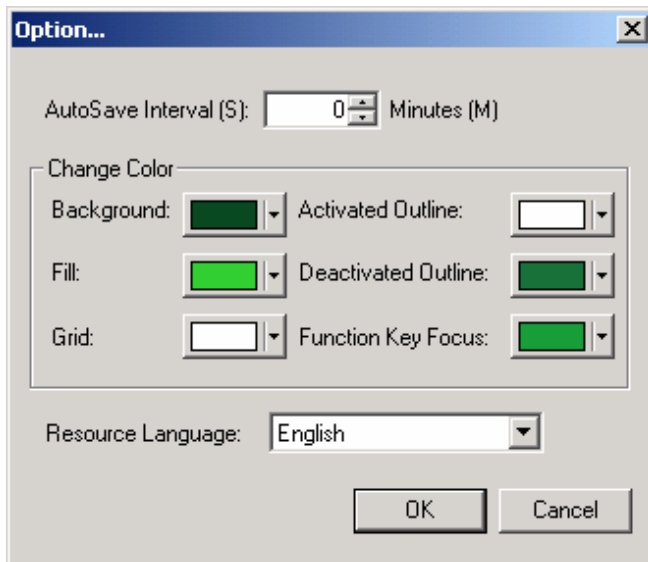 Option...
AutoSave Interval (S): 0 Minutes (M)
Change Color
Background: Activated Outline:
Fill: Deactivated Outline:
Grid: Function Key Focus:
Resource Language: English
OK Cancel